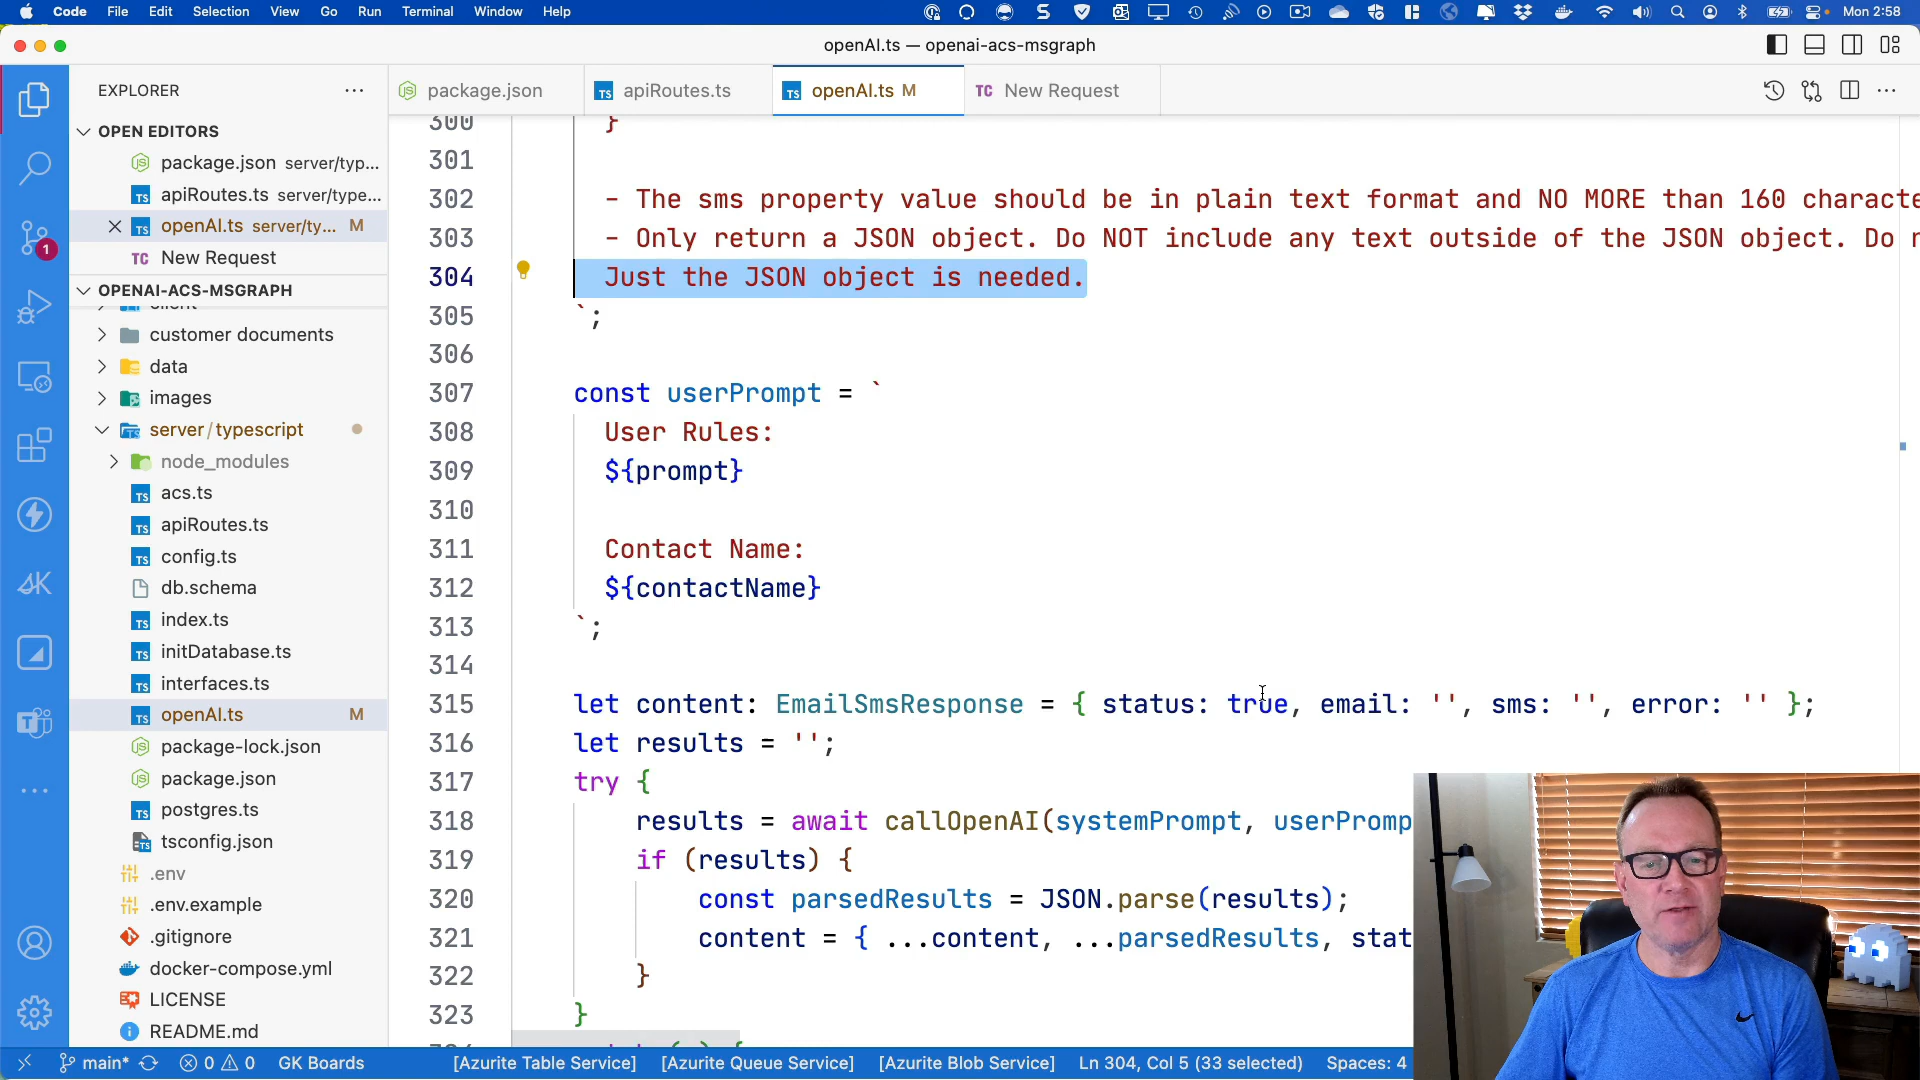 Code File Edit Selection View Go Run Terminal Window Help Mon 2:58
openAI.ts — openai-acs-msgraph
EXPLORER
package.json apiRoutes.ts openAI.ts M New Request
OPEN EDITORS
package.json server/typ...
apiRoutes.ts server/type...
openAI.ts server/ty... M
New Request
OPENAI-ACS-MSGRAPH
customer documents
data
images
server/typescript
node_modules
acs.ts
apiRoutes.ts
config.ts
db.schema
index.ts
initDatabase.ts
interfaces.ts
openAI.ts M
package-lock.json
package.json
postgres.ts
tsconfig.json
.env
.env.example
.gitignore
docker-compose.yml
LICENSE
README.md
1
300 }
301
302 - The sms property value should be in plain text format and NO MORE than 160 characte
303 - Only return a JSON object. Do NOT include any text outside of the JSON object. Do
304 Just the JSON object is needed.
305 `;
306
307 const userPrompt = `
308 User Rules:
309 ${prompt}
310
311 Contact Name:
312 ${contactName}
313 `;
314
315 let content: EmailSmsResponse = { status: true, email: '', sms: '', error: '' };
316 let results = '';
317 try {
318 results = await callOpenAI(systemPrompt, userPromp
319 if (results) {
320 const parsedResults = JSON.parse(results);
321 content = { ...content, ...parsedResults, stat
322 }
323 }
main* 0 0 GK Boards [Azurite Table Service] [Azurite Queue Service] [Azurite Blob Service] Ln 304, Col 5 (33 selected) Spaces: 4